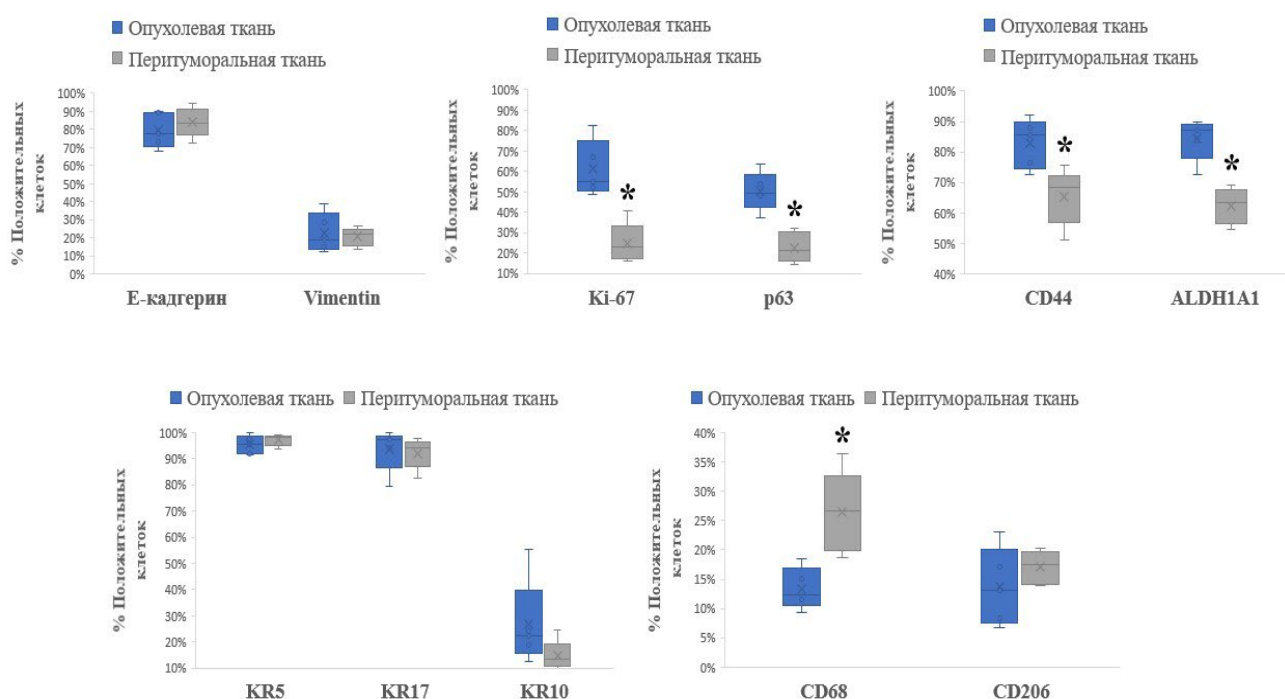 Опухолевая ткань
Перитуморальная ткань
% Положительных
клеток
100%
90%
80%
70%
60%
50%
40%
30%
20%
10%
0%
Е-кадгерин Vimentin
Опухолевая ткань
Перитуморальная ткань
% Положительных
клеток
100%
90%
80%
70%
60%
50%
40%
30%
20%
10%
*
*
Ki-67 p63
Опухолевая ткань
Перитуморальная ткань
% Положительных
клеток
100%
90%
80%
70%
60%
50%
40%
*
*
CD44 ALDH1A1
Опухолевая ткань Перитуморальная ткань
% Положительных
клеток
100%
90%
80%
70%
60%
50%
40%
30%
20%
10%
KR5 KR17 KR10
Опухолевая ткань Перитуморальная ткань
% Положительных
клеток
40%
35%
30%
25%
20%
15%
10%
5%
0%
*
CD68 CD206